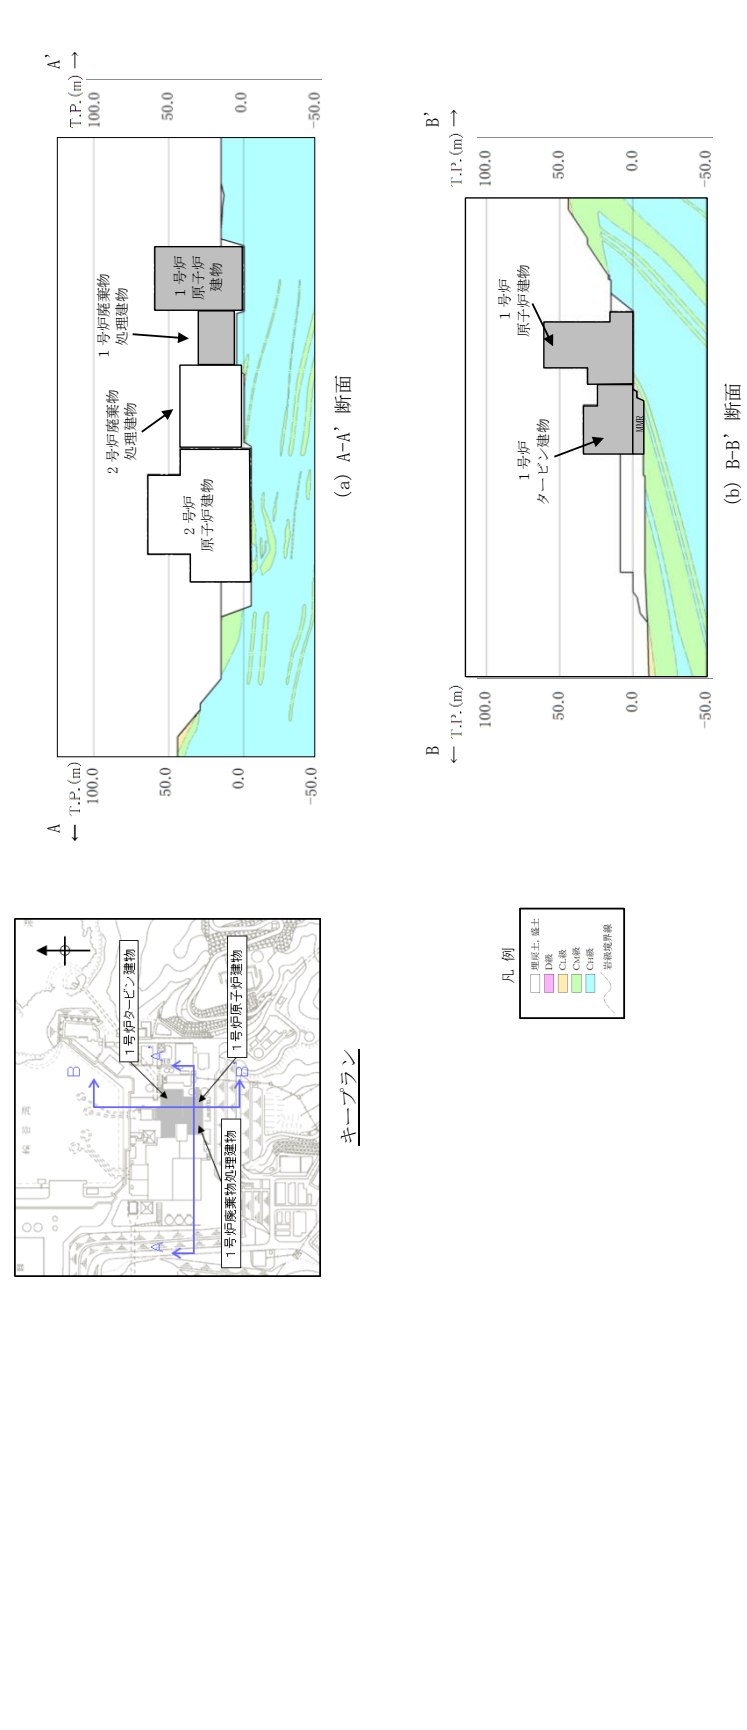 A
← T.P.(m)
100.0
50.0
0.0
-50.0
A'
T.P.(m) →
100.0
50.0
0.0
-50.0
2号炉
原子炉建物
2号炉廃棄物
処理建物
1号炉廃棄物
処理建物
1号炉
原子炉
建物
(a) A-A' 断面
B
← T.P.(m)
100.0
50.0
0.0
-50.0
B'
T.P.(m) →
100.0
50.0
0.0
-50.0
1号炉
タービン建物
1号炉
原子炉建物
MMR
(b) B-B' 断面
1号炉タービン建物
1号炉原子炉建物
1号炉廃棄物処理建物
A
A'
B
B'
輪谷湾
キープラン
凡 例
埋戻土, 盛土
D級
CL級
CM級
CH級
岩級境界線